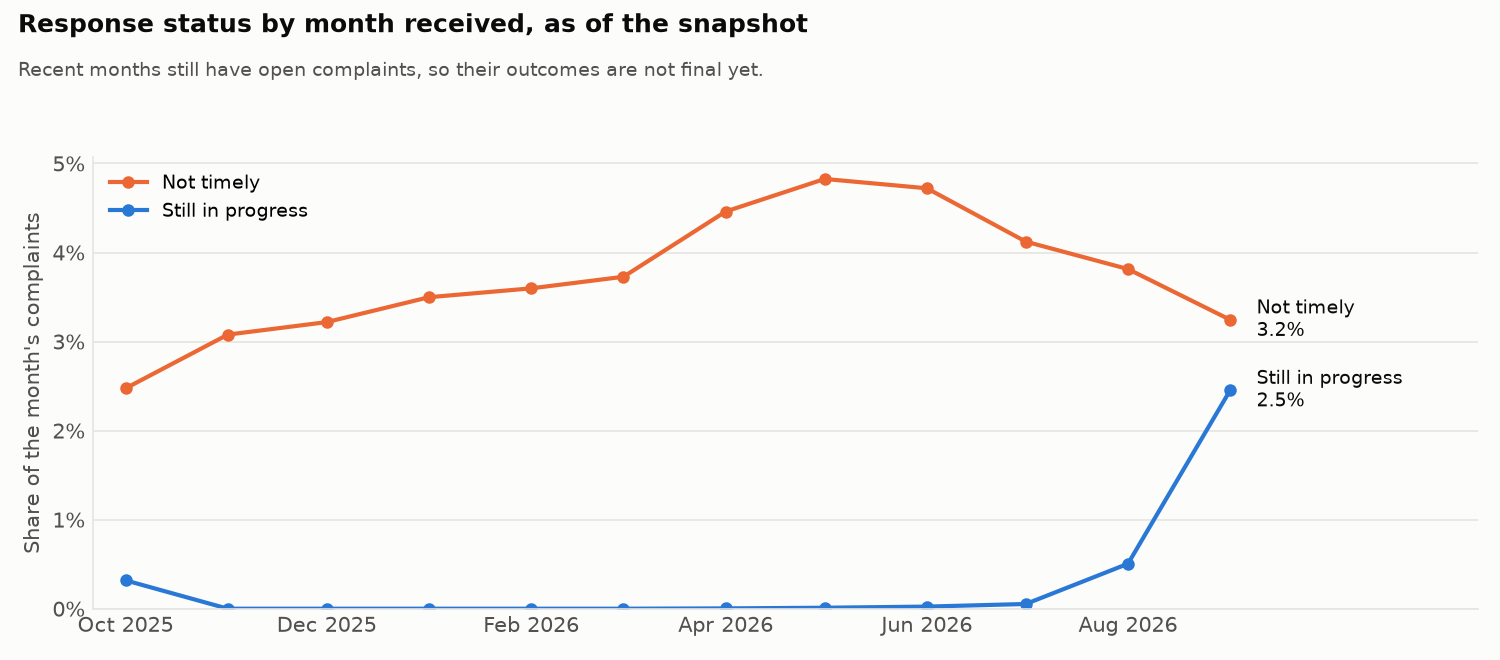 Response status by month received, as of the snapshot
Recent months still have open complaints, so their outcomes are not final yet.
Share of the month's complaints
5%
4%
3%
2%
1%
0%
Not timely
Still in progress
Not timely
3.2%
Still in progress
2.5%
Oct 2025
Dec 2025
Feb 2026
Apr 2026
Jun 2026
Aug 2026